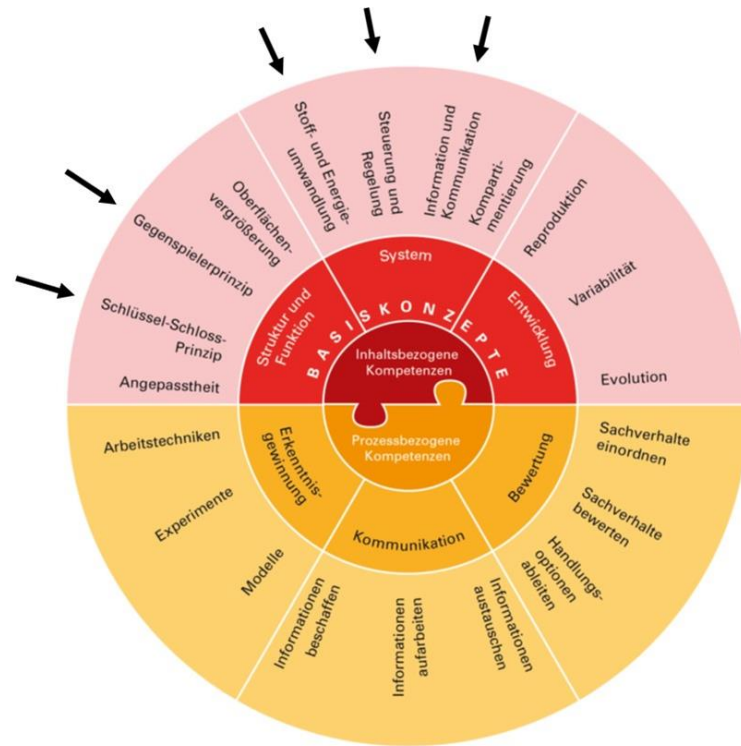 Stoff- und Energie-
umwandlung
Steuerung und
Regelung
Information und
Kommunikation
Komparti-
mentierung
Reproduktion
Variabilität
Evolution
Oberflächen-
vergrößerung
Gegenspielerprinzip
Schlüssel-Schloss-
Prinzip
Angepasstheit
System
Struktur und
Funktion
Entwicklung
BASISKONZEPTE
Inhaltsbezogene
Kompetenzen
Prozessbezogene
Kompetenzen
Erkenntnis-
gewinnung
Kommunikation
Bewertung
Arbeitstechniken
Experimente
Modelle
Informationen
beschaffen
Informationen
aufarbeiten
Informationen
austauschen
Handlungs-
optionen
ableiten
Sachverhalte
bewerten
Sachverhalte
einordnen